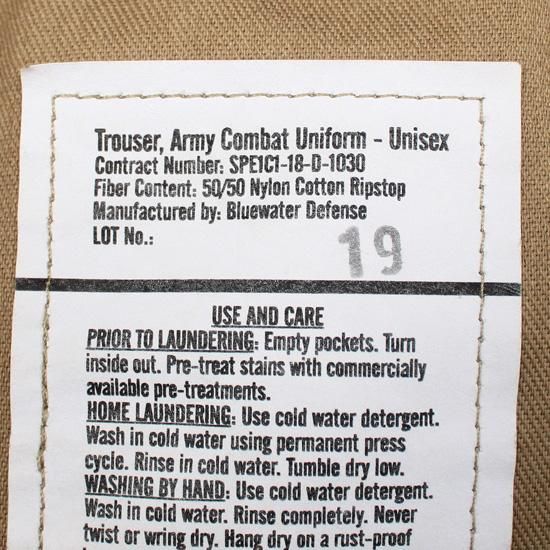 Trouser, Army Combat Uniform - Unisex
Contract Number: SPE1C1-18-D-1030
Fiber Content: 50/50 Nylon Cotton Ripstop
Manufactured by: Bluewater Defense
LOT No.:
19
USE AND CARE
PRIOR TO LAUNDERING: Empty pockets. Turn
inside out. Pre-treat stains with commercially
available pre-treatments.
HOME LAUNDERING: Use cold water detergent.
Wash in cold water using permanent press
cycle. Rinse in cold water. Tumble dry low.
WASHING BY HAND: Use cold water detergent.
Wash in cold water. Rinse completely. Never
twist or wring dry. Hang dry on a rust-proof